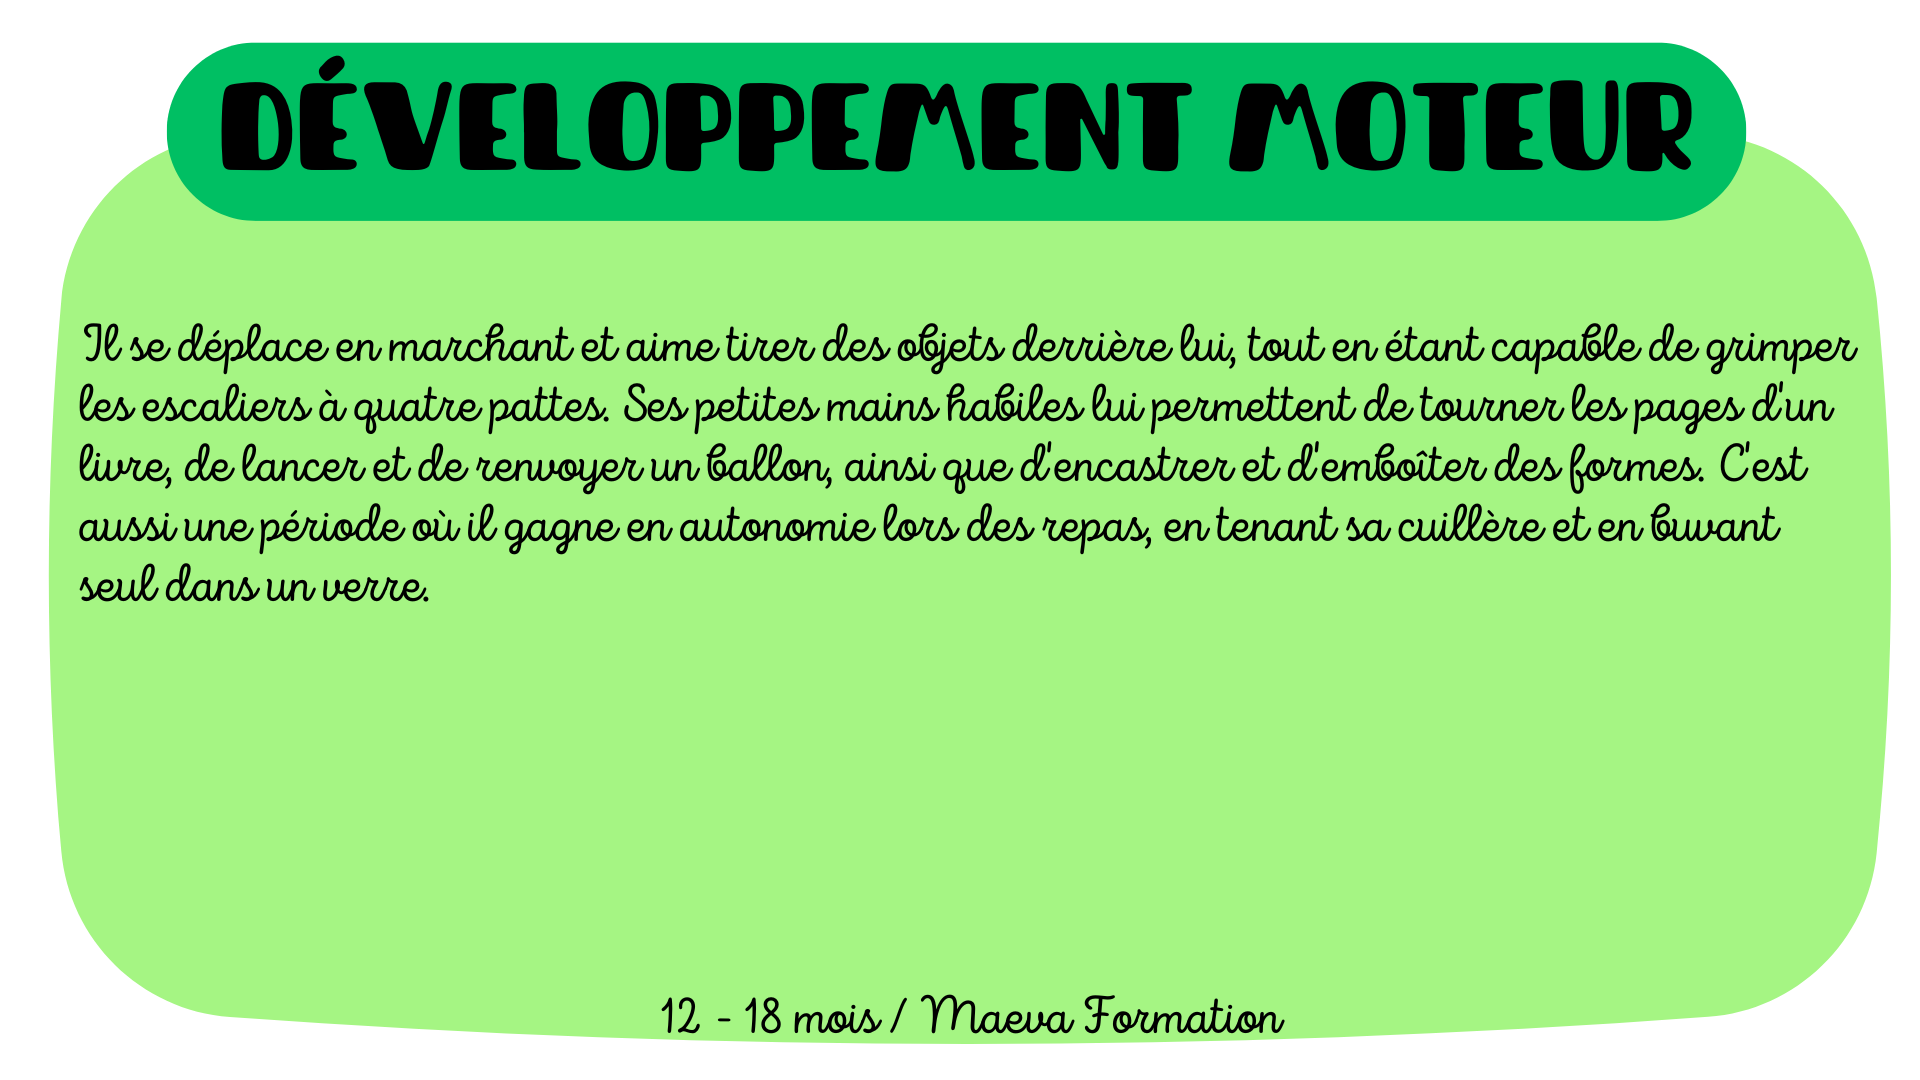 DÉVELOPPEMENT MOTEUR
Il se déplace en marchant et aime tirer des objets derrière lui, tout en étant capable de grimper
les escaliers à quatre pattes. Ses petites mains habiles lui permettent de tourner les pages d'un
livre, de lancer et de renvoyer un ballon, ainsi que d'encastrer et d'emboîter des formes. C'est
aussi une période où il gagne en autonomie lors des repas, en tenant sa cuillère et en buvant
seul dans un verre.
12 - 18 mois / Maeva Formation